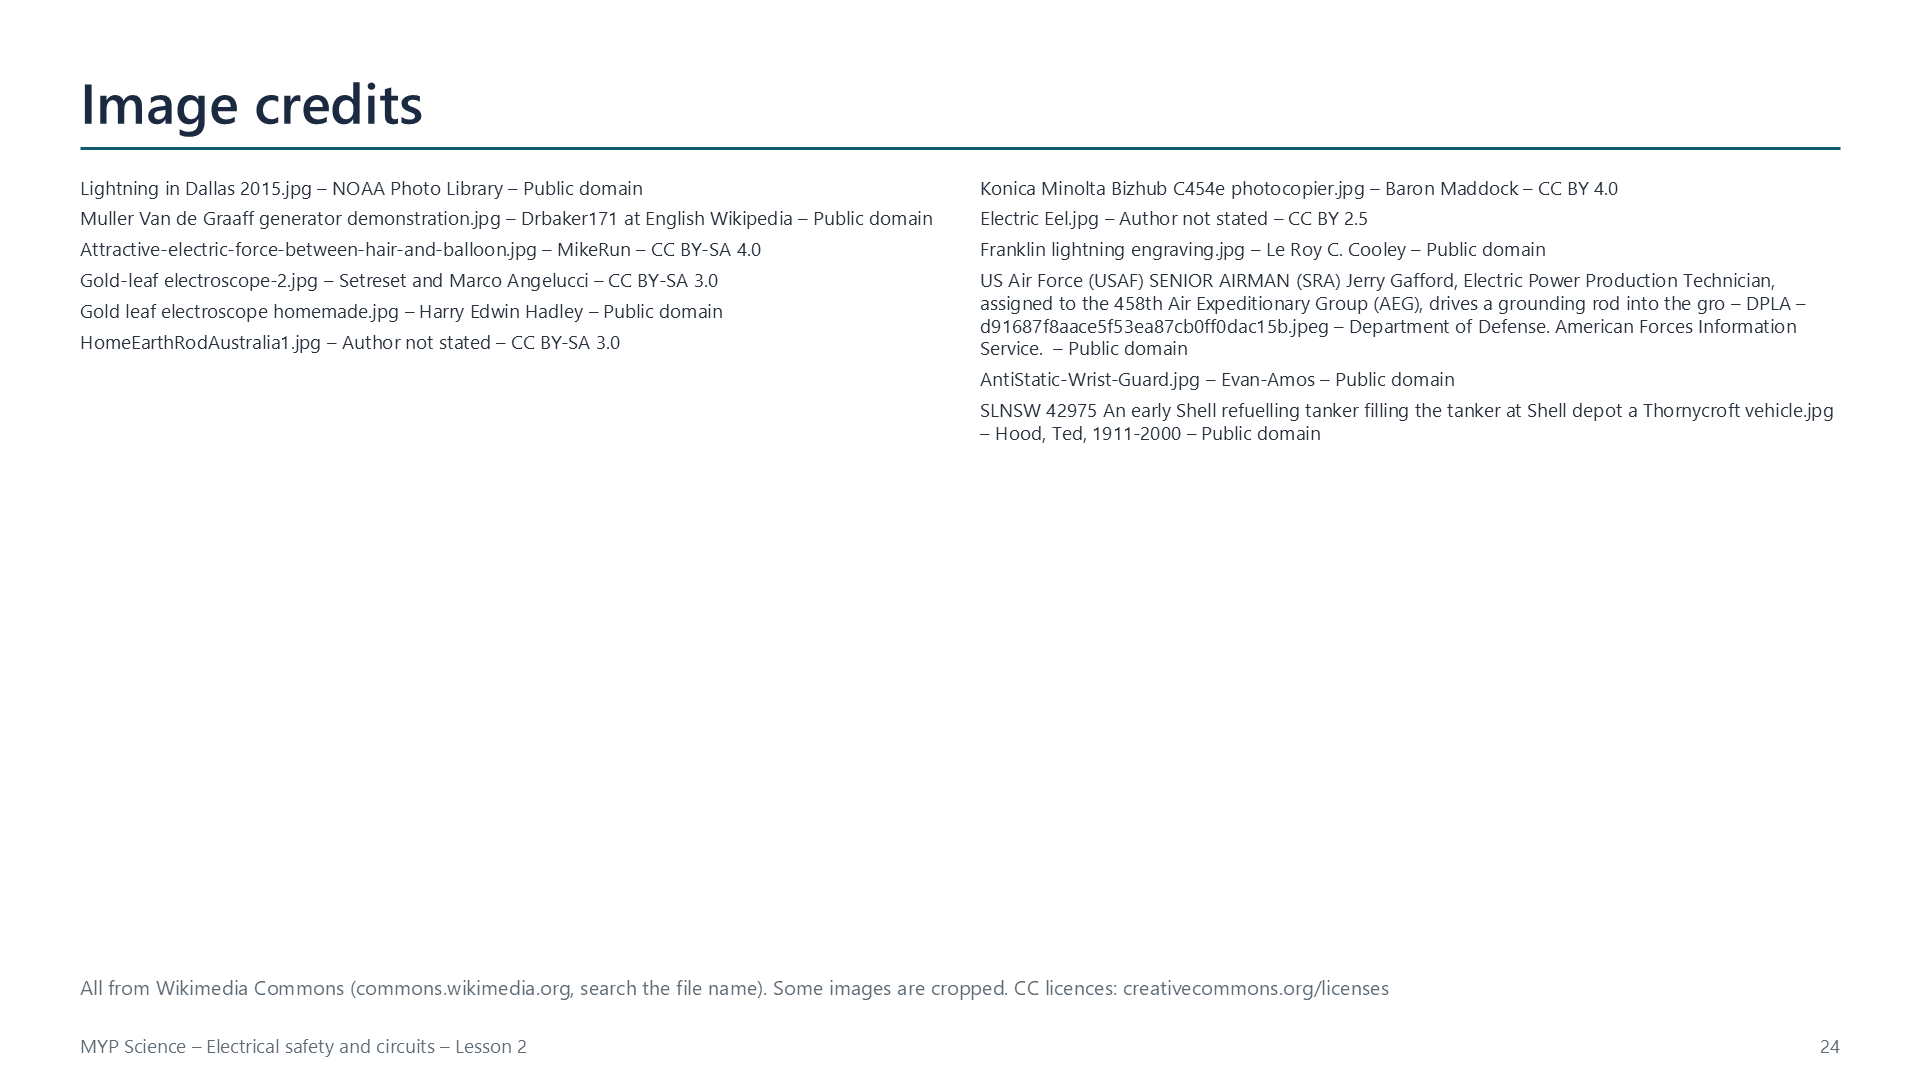 Image credits
Lightning in Dallas 2015.jpg – NOAA Photo Library – Public domain
Muller Van de Graaff generator demonstration.jpg – Drbaker171 at English Wikipedia – Public domain
Attractive-electric-force-between-hair-and-balloon.jpg – MikeRun – CC BY-SA 4.0
Gold-leaf electroscope-2.jpg – Setreset and Marco Angelucci – CC BY-SA 3.0
Gold leaf electroscope homemade.jpg – Harry Edwin Hadley – Public domain
HomeEarthRodAustralia1.jpg – Author not stated – CC BY-SA 3.0
Konica Minolta Bizhub C454e photocopier.jpg – Baron Maddock – CC BY 4.0
Electric Eel.jpg – Author not stated – CC BY 2.5
Franklin lightning engraving.jpg – Le Roy C. Cooley – Public domain
US Air Force (USAF) SENIOR AIRMAN (SRA) Jerry Gafford, Electric Power Production Technician,
assigned to the 458th Air Expeditionary Group (AEG), drives a grounding rod into the gro – DPLA –
d91687f8aace5f53ea87cb0ff0dac15b.jpeg – Department of Defense. American Forces Information
Service.  – Public domain
AntiStatic-Wrist-Guard.jpg – Evan-Amos – Public domain
SLNSW 42975 An early Shell refuelling tanker filling the tanker at Shell depot a Thornycroft vehicle.jpg
– Hood, Ted, 1911-2000 – Public domain
All from Wikimedia Commons (commons.wikimedia.org, search the file name). Some images are cropped. CC licences: creativecommons.org/licenses
MYP Science – Electrical safety and circuits – Lesson 2
24